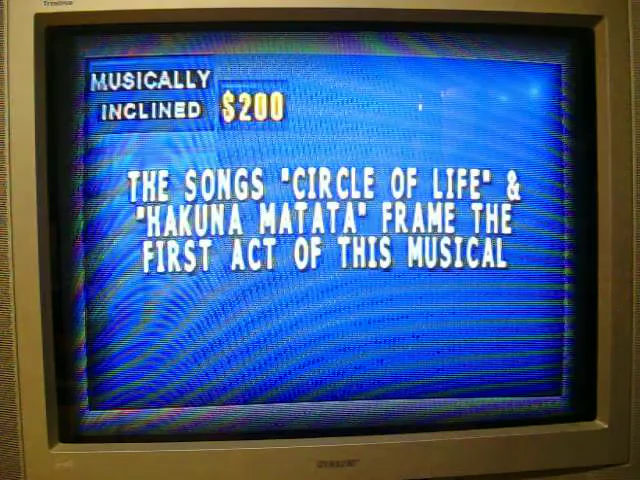 MUSICALLY
INCLINED $200
THE SONGS "CIRCLE OF LIFE" &
"HAKUNA MATATA" FRAME THE
FIRST ACT OF THIS MUSICAL